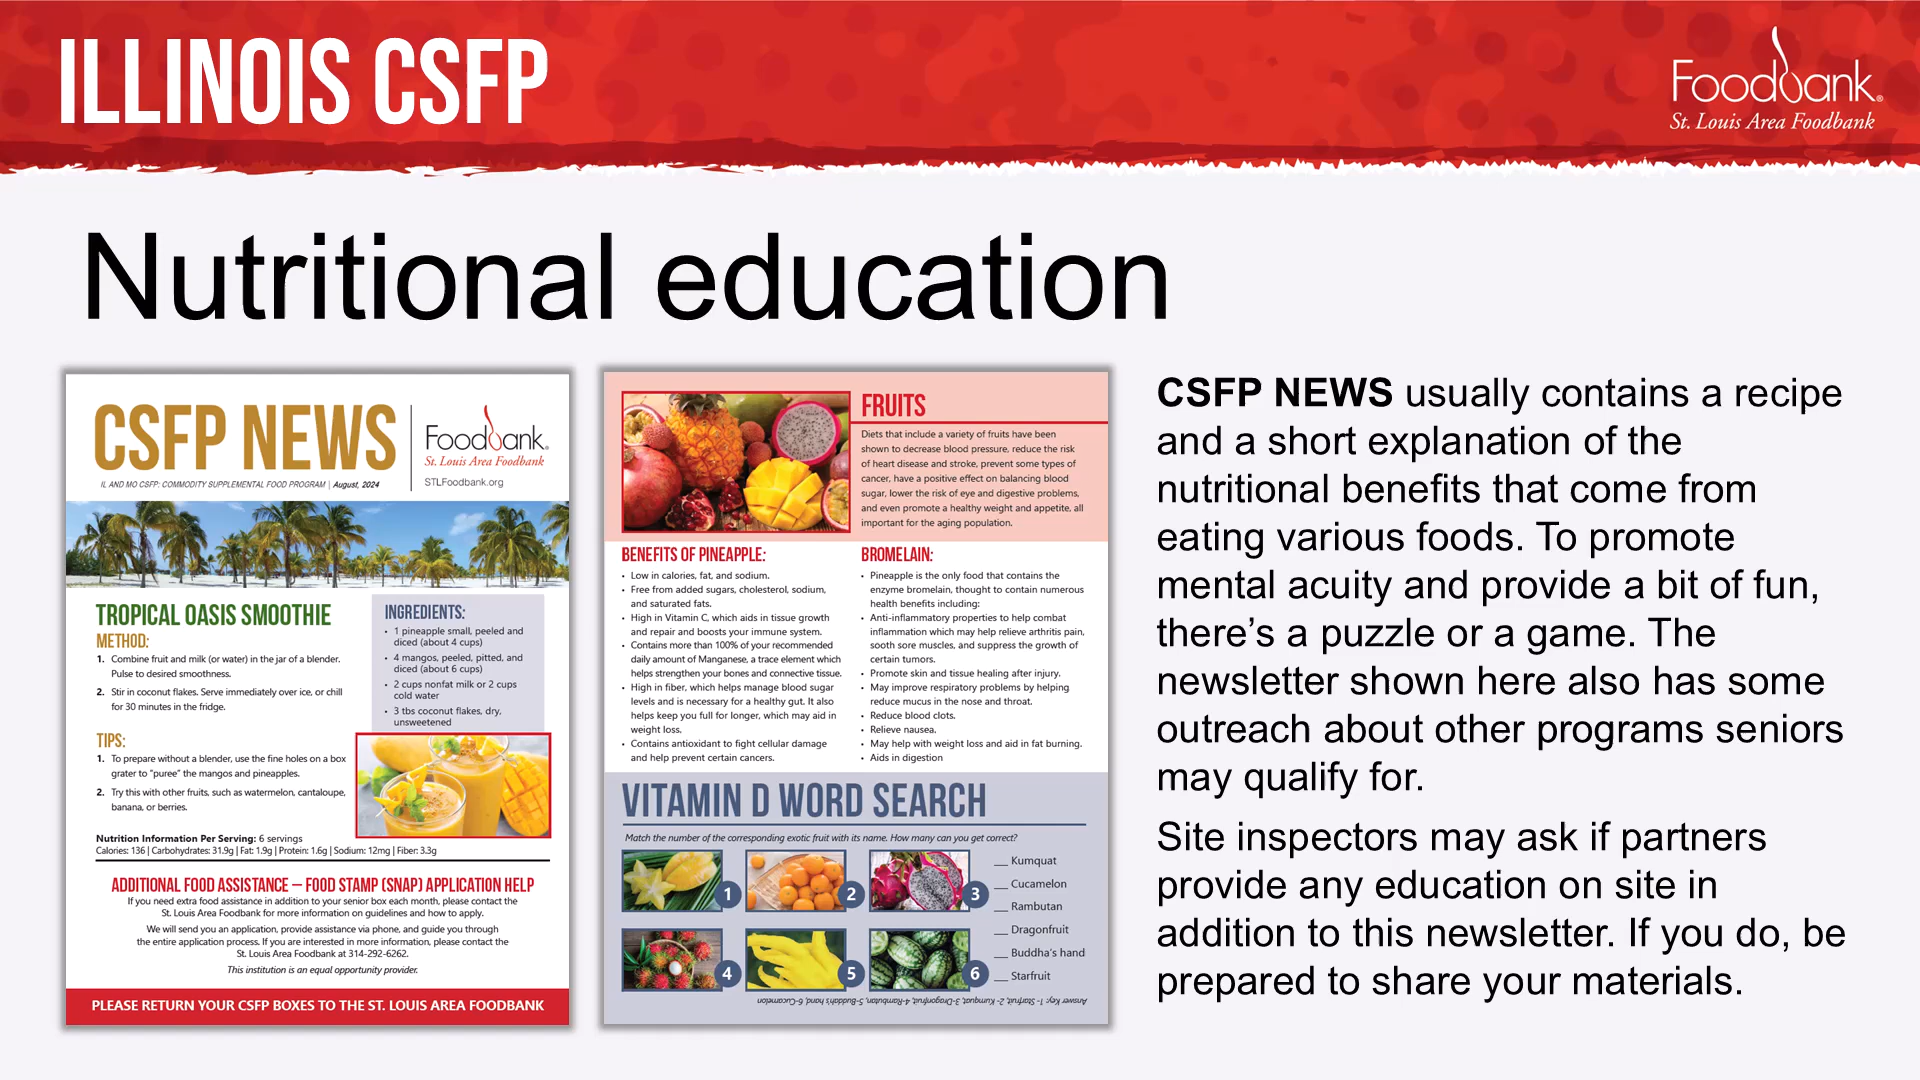 ILLINOIS CSFP
Foodbank®
St. Louis Area Foodbank
Nutritional education
CSFP NEWS
IL AND MO CSFP: COMMODITY SUPPLEMENTAL FOOD PROGRAM | August, 2024
Foodbank®
St. Louis Area Foodbank
STLFoodbank.org
TROPICAL OASIS SMOOTHIE
METHOD:
1. Combine fruit and milk (or water) in the jar of a blender.
Pulse to desired smoothness.
2. Stir in coconut flakes. Serve immediately over ice, or chill
for 30 minutes in the fridge.
INGREDIENTS:
• 1 pineapple small, peeled and
diced (about 4 cups)
• 4 mangos, peeled, pitted, and
diced (about 6 cups)
• 2 cups nonfat milk or 2 cups
cold water
• 3 tbs coconut flakes, dry,
unsweetened
TIPS:
1. To prepare without a blender, use the fine holes on a box
grater to "puree" the mangos and pineapples.
2. Try this with other fruits, such as watermelon, cantaloupe,
banana, or berries.
Nutrition Information Per Serving: 6 servings
Calories: 136 | Carbohydrates: 31.9g | Fat: 1.9g | Protein: 1.6g | Sodium: 12mg | Fiber: 3.3g
ADDITIONAL FOOD ASSISTANCE – FOOD STAMP (SNAP) APPLICATION HELP
If you need extra food assistance in addition to your senior box each month, please contact the
St. Louis Area Foodbank for more information on guidelines and how to apply.
We will send you an application, provide assistance via phone, and guide you through
the entire application process. If you are interested in more information, please contact the
St. Louis Area Foodbank at 314-292-6262.
This institution is an equal opportunity provider.
PLEASE RETURN YOUR CSFP BOXES TO THE ST. LOUIS AREA FOODBANK
FRUITS
Diets that include a variety of fruits have been
shown to decrease blood pressure, reduce the risk
of heart disease and stroke, prevent some types of
cancer, have a positive effect on balancing blood
sugar, lower the risk of eye and digestive problems,
and even promote a healthy weight and appetite, all
important for the aging population.
BENEFITS OF PINEAPPLE:
• Low in calories, fat, and sodium.
• Free from added sugars, cholesterol, sodium,
and saturated fats.
• High in Vitamin C, which aids in tissue growth
and repair and boosts your immune system.
• Contains more than 100% of your recommended
daily amount of Manganese, a trace element which
helps strengthen your bones and connective tissue.
• High in fiber, which helps manage blood sugar
levels and is necessary for a healthy gut. It also
helps keep you full for longer, which may aid in
weight loss.
• Contains antioxidant to fight cellular damage
and help prevent certain cancers.
BROMELAIN:
• Pineapple is the only food that contains the
enzyme bromelain, thought to contain numerous
health benefits including:
• Anti-inflammatory properties to help combat
inflammation which may help relieve arthritis pain,
sooth sore muscles, and suppress the growth of
certain tumors.
• Promote skin and tissue healing after injury.
• May improve respiratory problems by helping
reduce mucus in the nose and throat.
• Reduce blood clots.
• Relieve nausea.
• May help with weight loss and aid in fat burning.
• Aids in digestion
VITAMIN D WORD SEARCH
Match the number of the corresponding exotic fruit with its name. How many can you get correct?
1
2
3
4
5
6
__ Kumquat
__ Cucamelon
__ Rambutan
__ Dragonfruit
__ Buddha's hand
__ Starfruit
Answer Key: 1- Starfruit, 2- Kumquat, 3-Dragonfruit, 4-Rambutan, 5-Buddah's hand, 6-Cucamelon
CSFP NEWS usually contains a recipe
and a short explanation of the
nutritional benefits that come from
eating various foods. To promote
mental acuity and provide a bit of fun,
there's a puzzle or a game. The
newsletter shown here also has some
outreach about other programs seniors
may qualify for.
Site inspectors may ask if partners
provide any education on site in
addition to this newsletter. If you do, be
prepared to share your materials.